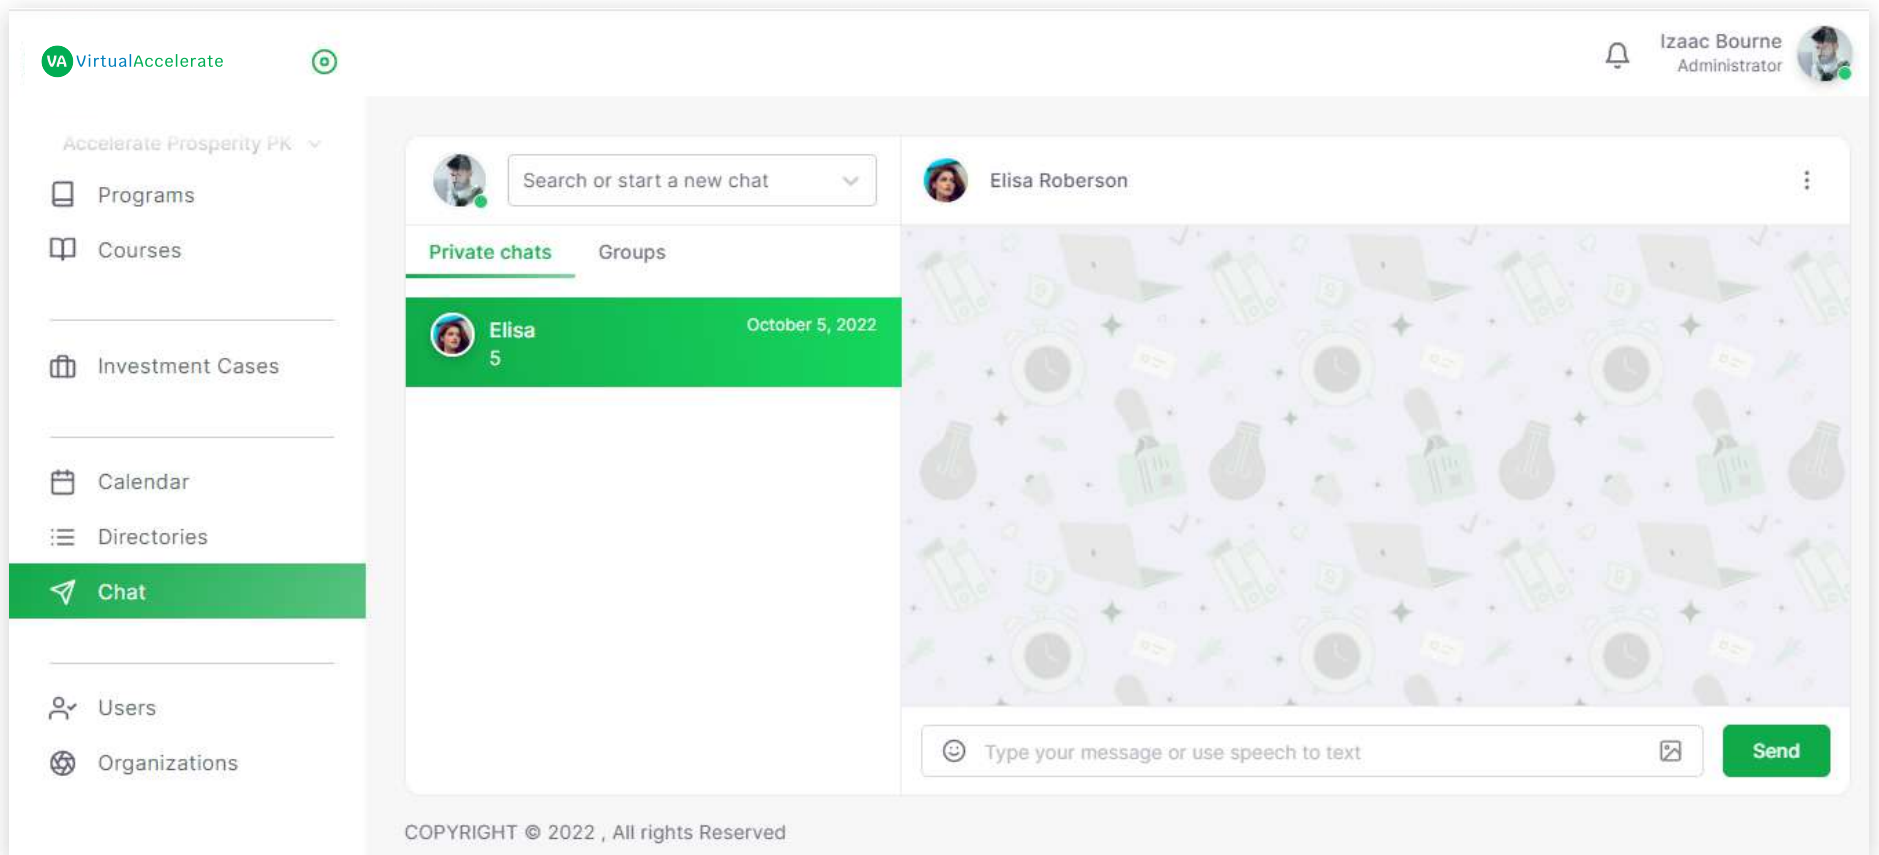 VA VirtualAccelerate
Izaac Bourne
Administrator
Accelerate Prosperity PK
Programs
Courses
Investment Cases
Calendar
Directories
Chat
Users
Organizations
Search or start a new chat
Private chats Groups
Elisa October 5, 2022
5
Elisa Roberson
Type your message or use speech to text
Send
COPYRIGHT © 2022 , All rights Reserved